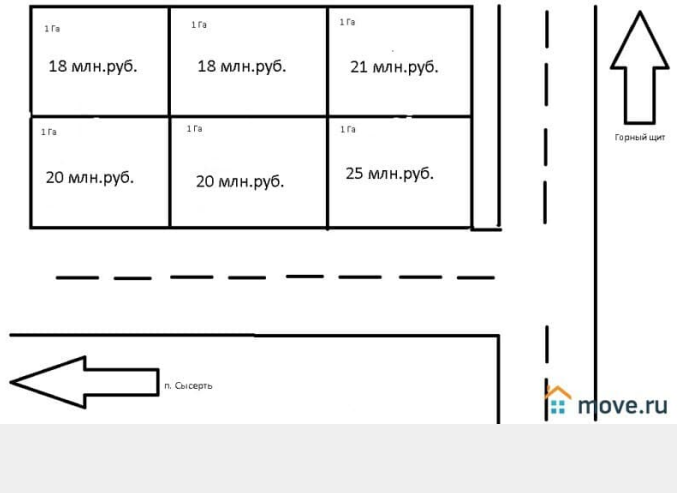 1 Га
1 Га
1 Га
18 млн.руб.
18 млн.руб.
21 млн.руб.
1 Га
1 Га
1 Га
20 млн.руб.
20 млн.руб.
25 млн.руб.
Горный щит
п. Сысерть
move.ru